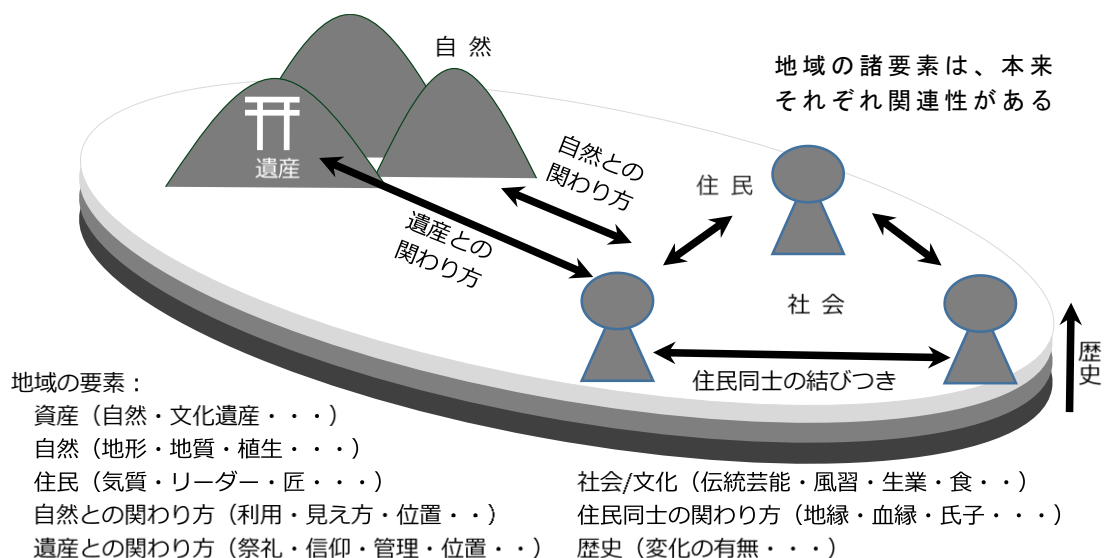 自然
地域の諸要素は、本来
それぞれ関連性がある
遺産
自然との
関わり方
住民
遺産との
関わり方
社会
歴史
住民同士の結びつき
地域の要素：
資産（自然・文化遺産・・・）
自然（地形・地質・植生・・・）
住民（気質・リーダー・匠・・・）
自然との関わり方（利用・見え方・位置・・）
遺産との関わり方（祭礼・信仰・管理・位置・・）
社会/文化（伝統芸能・風習・生業・食・・）
住民同士の関わり方（地縁・血縁・氏子・・・）
歴史（変化の有無・・・）